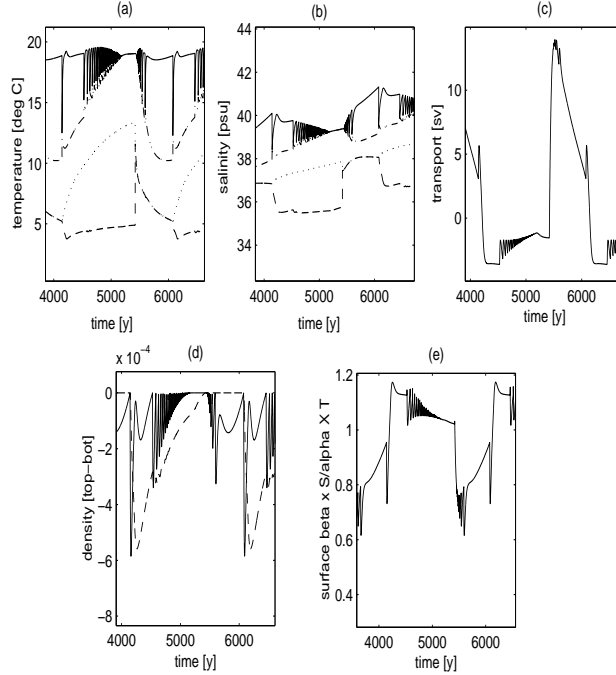 (a)
(b)
(c)
20
15
10
5
temperature [deg C]
4000 5000 6000
time [y]
44
42
40
38
36
34
salinity [psu]
4000 5000 6000
time [y]
10
5
0
transport [sv]
4000 5000 6000
time [y]
x 10−4
(d)
(e)
0
−2
−4
−6
−8
density [top−bot]
4000 5000 6000
time [y]
1.2
1
0.8
0.6
0.4
surface beta x S/alpha X T
4000 5000 6000
time [y]